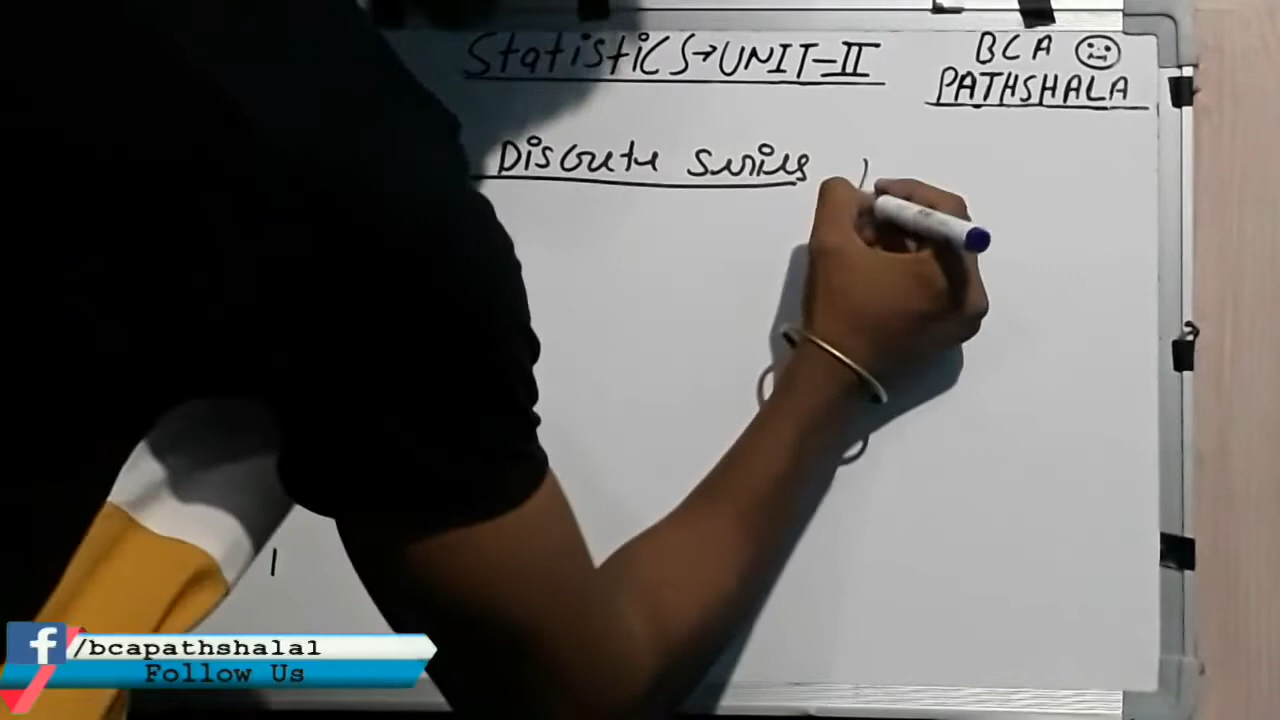 Statistics → UNIT-II
BCA
PATHSHALA
Discrete Series
/bcapathshala1
Follow Us